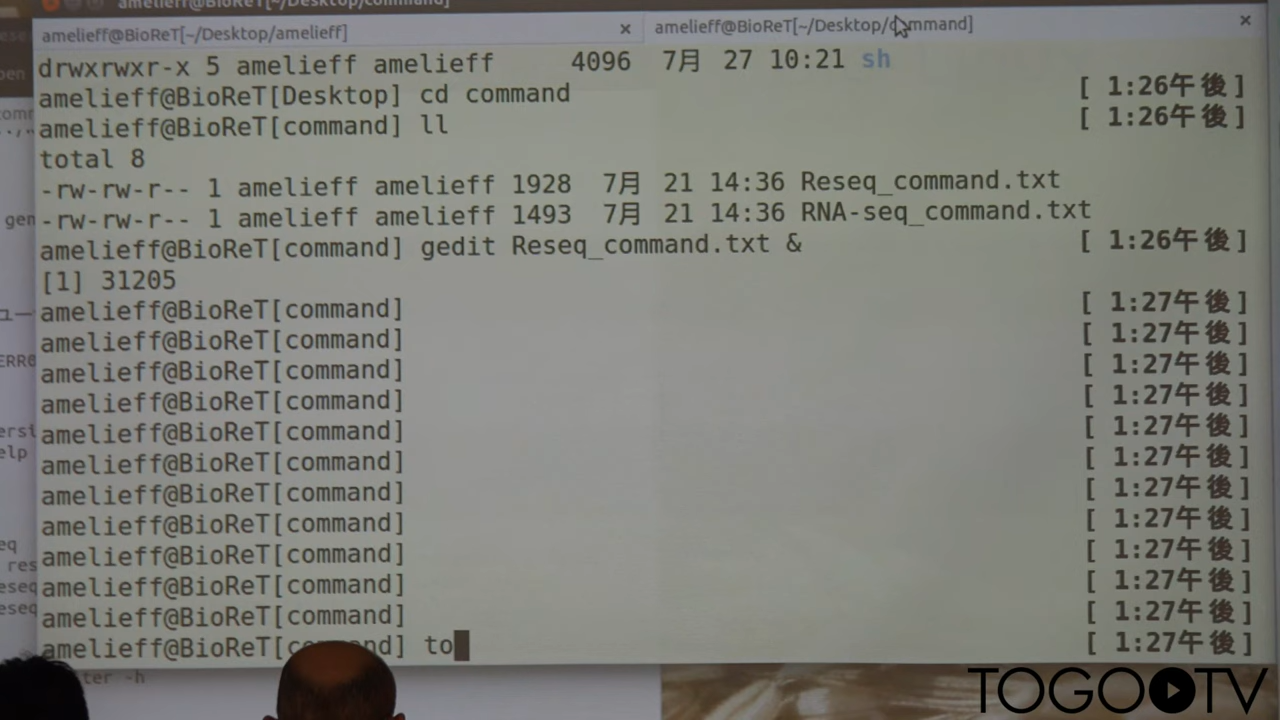 amelieff@BioReT[~/Desktop/command]
amelieff@BioReT[~/Desktop/amelieff] ×
amelieff@BioReT[~/Desktop/command] ×
drwxrwxr-x 5 amelieff amelieff 4096 7月 27 10:21 sh
amelieff@BioReT[Desktop] cd command [ 1:26午後]
amelieff@BioReT[command] ll [ 1:26午後]
total 8
-rw-rw-r-- 1 amelieff amelieff 1928 7月 21 14:36 Reseq_command.txt
-rw-rw-r-- 1 amelieff amelieff 1493 7月 21 14:36 RNA-seq_command.txt
amelieff@BioReT[command] gedit Reseq_command.txt & [ 1:26午後]
[1] 31205
amelieff@BioReT[command] [ 1:27午後]
amelieff@BioReT[command] [ 1:27午後]
amelieff@BioReT[command] [ 1:27午後]
amelieff@BioReT[command] [ 1:27午後]
amelieff@BioReT[command] [ 1:27午後]
amelieff@BioReT[command] [ 1:27午後]
amelieff@BioReT[command] [ 1:27午後]
amelieff@BioReT[command] [ 1:27午後]
amelieff@BioReT[command] [ 1:27午後]
amelieff@BioReT[command] [ 1:27午後]
amelieff@BioReT[command] [ 1:27午後]
amelieff@BioReT[command] to [ 1:27午後]
ter -h
TOGO TV